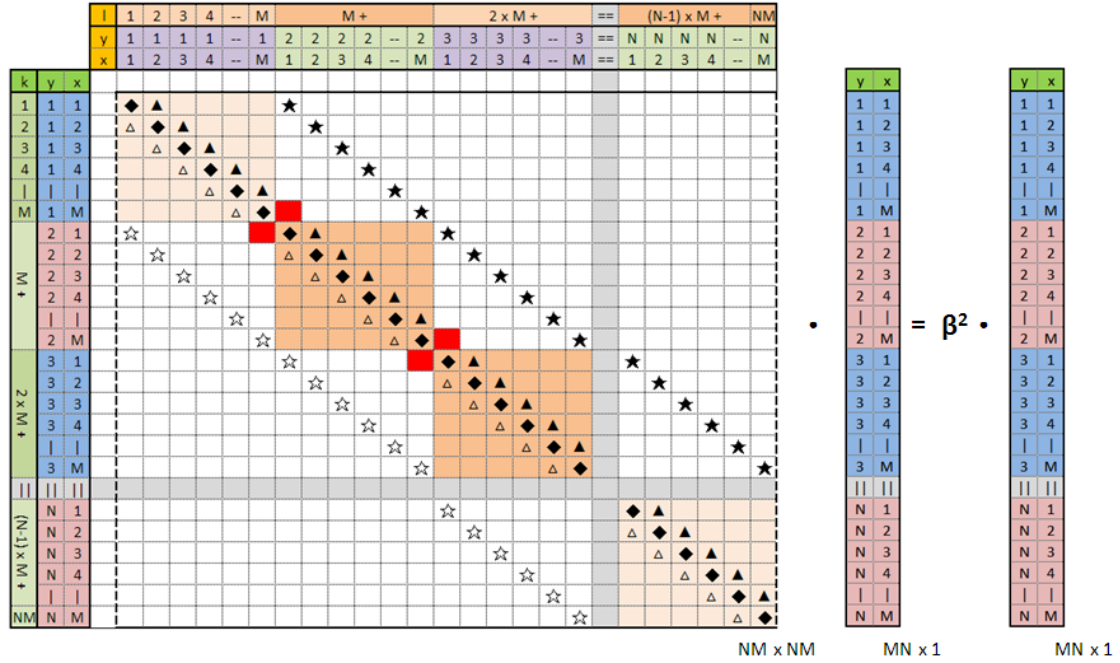 I 1 2 3 4 -- M M + 2 x M + == (N-1) x M + NM
y 1 1 1 1 -- 1 2 2 2 2 -- 2 3 3 3 3 -- 3 == N N N N -- N
x 1 2 3 4 -- M 1 2 3 4 -- M 1 2 3 4 -- M == 1 2 3 4 -- M
k y x y x y x
1 1 1 1 1 1 1
2 1 2 1 2 1 2
3 1 3 1 3 1 3
4 1 4 1 4 1 4
| | | | | | |
M 1 M 1 M 1 M
M + 2 1 2 1 2 1
2 2 2 2 2 2
2 3 2 3 2 3
2 4 2 4 2 4
| | | | | |
2 M 2 M = β² • 2 M
2 x M + 3 1 3 1 3 1
3 2 3 2 3 2
3 3 3 3 3 3
3 4 3 4 3 4
| | | | | |
3 M 3 M 3 M
|| || || || || || ||
(N-1) x M + N 1 N 1 N 1
N 2 N 2 N 2
N 3 N 3 N 3
N 4 N 4 N 4
| | | | | |
NM N M N M N M
NM x NM MN x 1 MN x 1